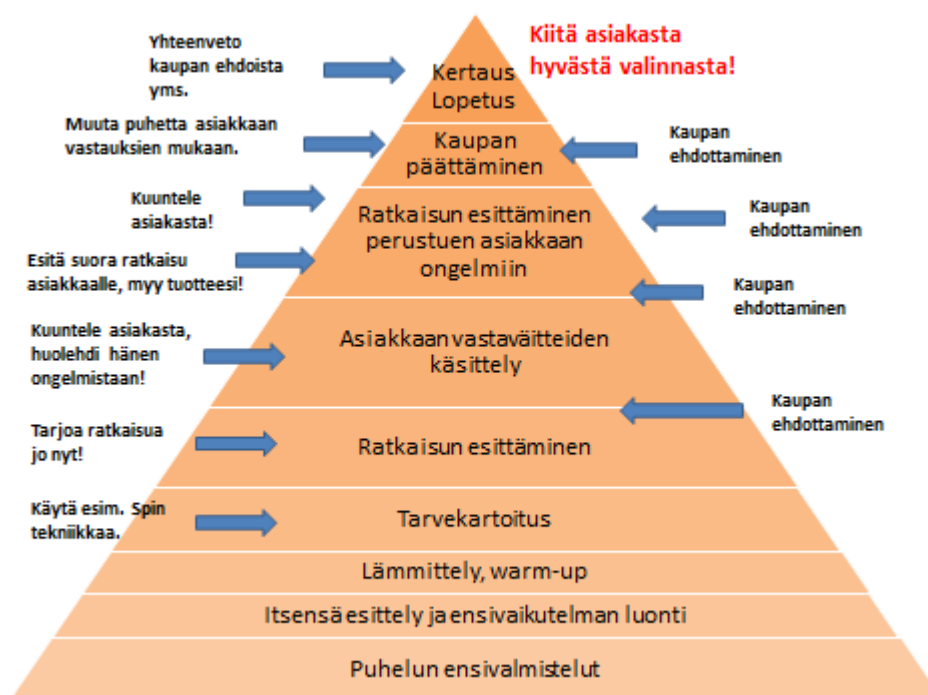 Kiitä asiakasta
hyvästä valinnasta!
Yhteenveto
kaupan ehdoista
yms.
Kertaus
Lopetus
Muuta puhetta asiakkaan
vastauksien mukaan.
Kaupan
päättäminen
Kaupan
ehdottaminen
Kuuntele
asiakasta!
Ratkaisun esittäminen
perustuen asiakkaan
ongelmiin
Kaupan
ehdottaminen
Esitä suora ratkaisu
asiakkaalle, myy tuotteesi!
Kaupan
ehdottaminen
Kuuntele asiakasta,
huolehdi hänen
ongelmistaan!
Asiakkaan vastaväitteiden
käsittely
Kaupan
ehdottaminen
Tarjoa ratkaisua
jo nyt!
Ratkaisun esittäminen
Käytä esim. Spin
tekniikkaa.
Tarvekartoitus
Lämmittely, warm-up
Itsensä esittely ja ensivaikutelman luonti
Puhelun ensivalmistelut